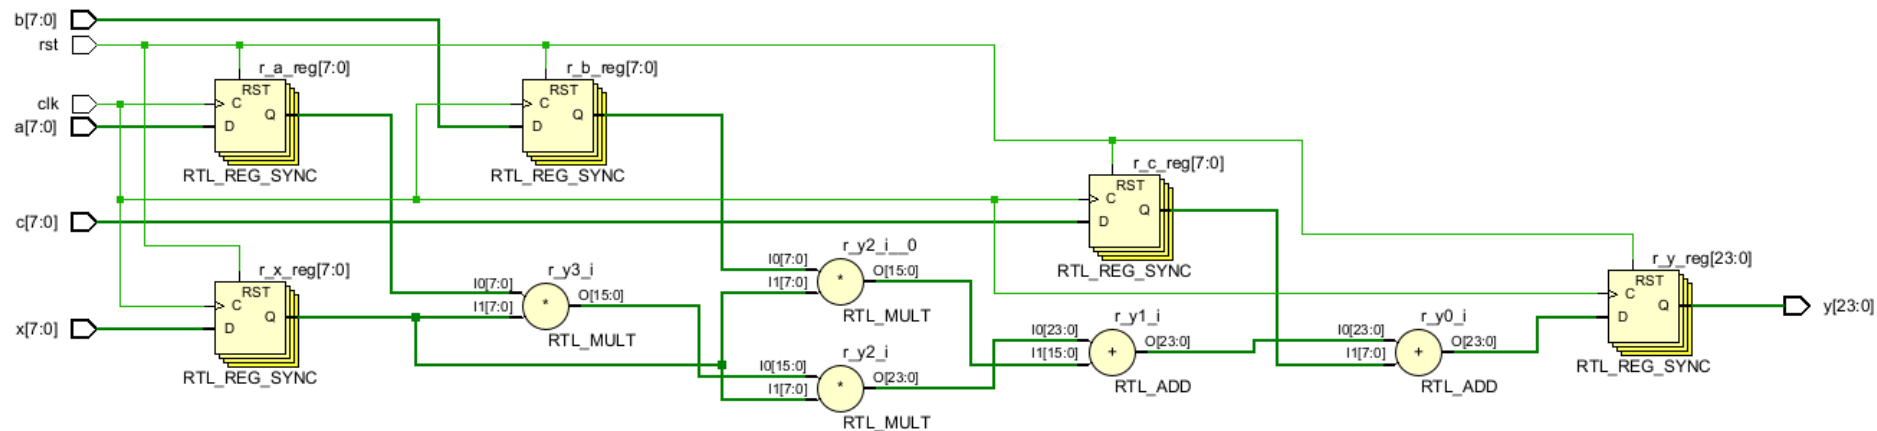 b[7:0]
rst
r_a_reg[7:0]
r_b_reg[7:0]
RST
RST
clk
C
Q
C
Q
a[7:0]
D
D
RTL_REG_SYNC
RTL_REG_SYNC
r_c_reg[7:0]
RST
C
Q
c[7:0]
D
RTL_REG_SYNC
r_x_reg[7:0]
RST
C
Q
x[7:0]
D
RTL_REG_SYNC
r_y3_i
I0[7:0]
I1[7:0]
*
O[15:0]
RTL_MULT
r_y2_i__0
I0[7:0]
I1[7:0]
*
O[15:0]
RTL_MULT
r_y2_i
I0[15:0]
I1[7:0]
*
O[23:0]
RTL_MULT
r_y1_i
I0[23:0]
I1[15:0]
+
O[23:0]
RTL_ADD
r_y0_i
I0[23:0]
I1[7:0]
+
O[23:0]
RTL_ADD
r_y_reg[23:0]
RST
C
Q
D
RTL_REG_SYNC
y[23:0]